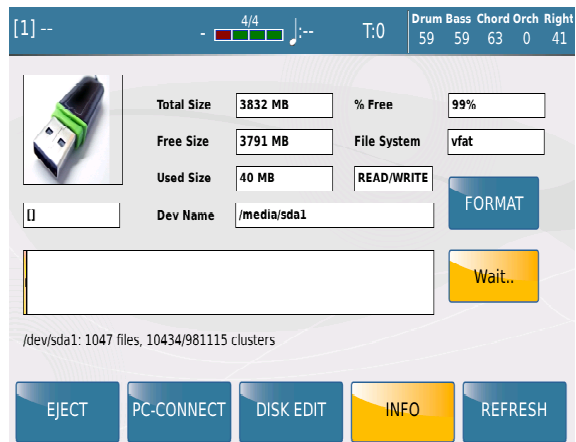 [1] --
- 4/4 ♩:-- T:0
Drum Bass Chord Orch Right
59 59 63 0 41
Total Size 3832 MB % Free 99%
Free Size 3791 MB File System vfat
Used Size 40 MB READ/WRITE
FORMAT
[] Dev Name /media/sda1
Wait..
/dev/sda1: 1047 files, 10434/981115 clusters
EJECT PC-CONNECT DISK EDIT INFO REFRESH